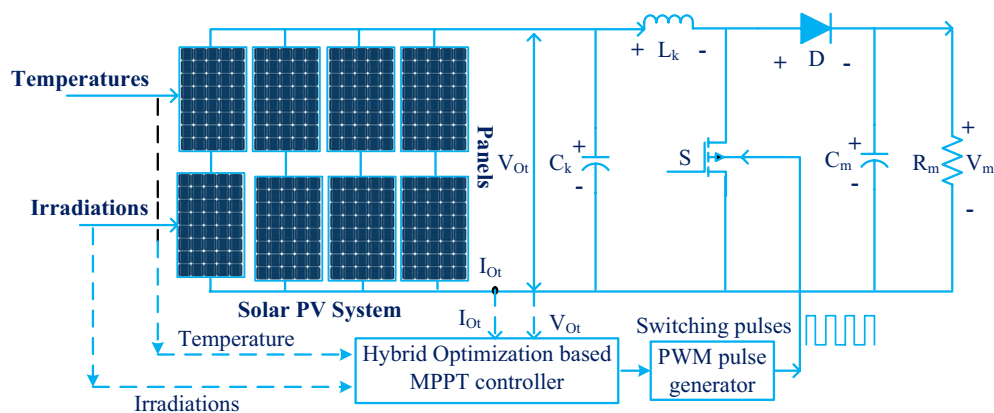 Temperatures
Irradiations
Panels
V_Ot
C_k
+
-
+ -
L_k
S
+ -
D
C_m
+
-
R_m
+
V_m
-
I_Ot
Solar PV System
I_Ot
V_Ot
Temperature
Irradiations
Hybrid Optimization based
MPPT controller
Switching pulses
PWM pulse
generator